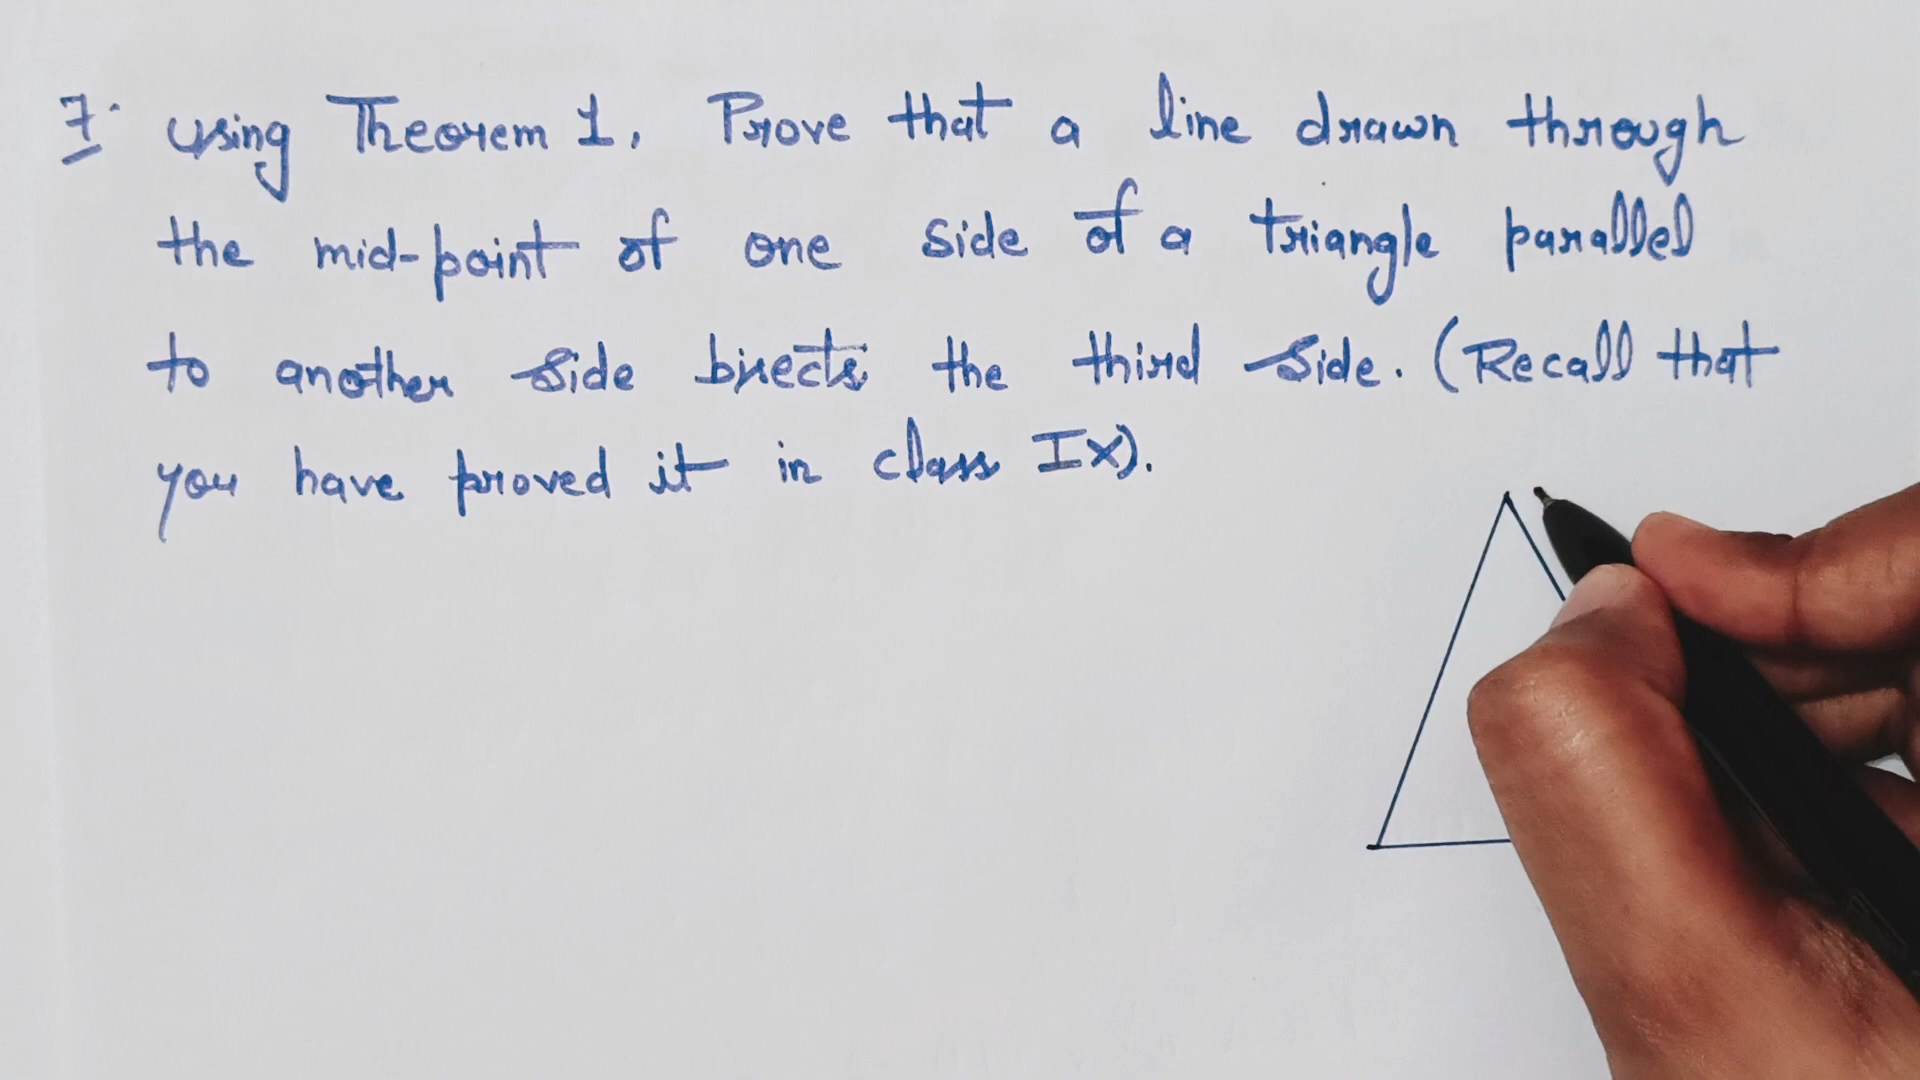 7. Using Theorem 1, Prove that a line drawn through
the mid-point of one side of a triangle parallel
to another side bisects the third side. (Recall that
you have proved it in class IX).